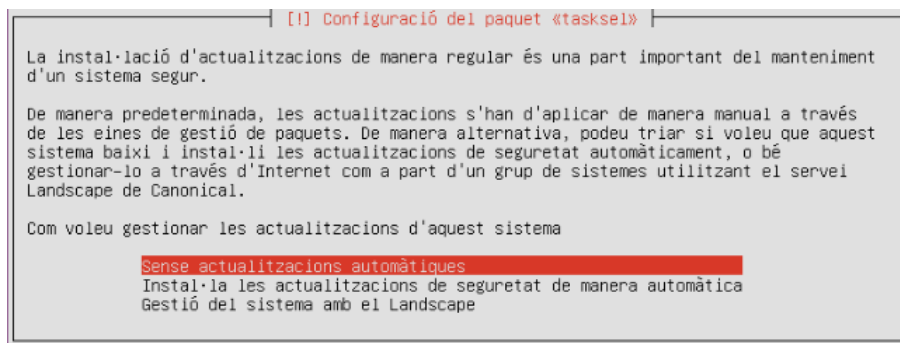 [!] Configuració del paquet «tasksel»
La instal·lació d'actualitzacions de manera regular és una part important del manteniment
d'un sistema segur.
De manera predeterminada, les actualitzacions s'han d'aplicar de manera manual a través
de les eines de gestió de paquets. De manera alternativa, podeu triar si voleu que aquest
sistema baixi i instal·li les actualitzacions de seguretat automàticament, o bé
gestionar-lo a través d'Internet com a part d'un grup de sistemes utilitzant el servei
Landscape de Canonical.
Com voleu gestionar les actualitzacions d'aquest sistema
Sense actualitzacions automàtiques
Instal·la les actualitzacions de seguretat de manera automàtica
Gestió del sistema amb el Landscape